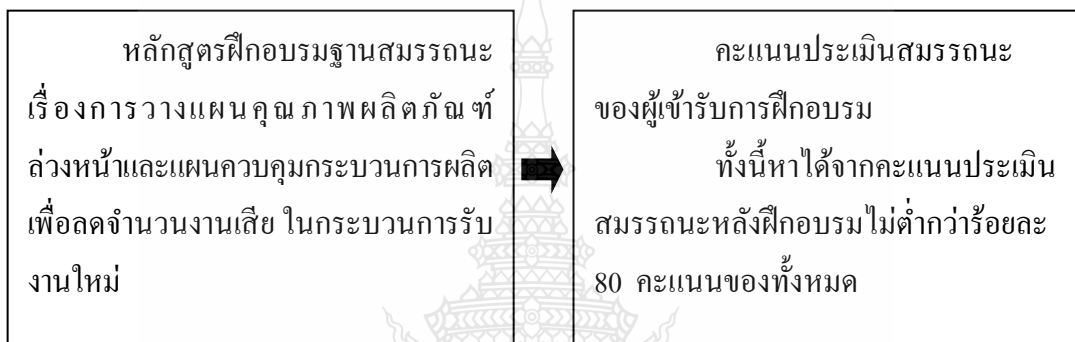 หลักสูตรฝึกอบรมฐานสมรรถนะ
เรื่องการวางแผนคุณภาพผลิตภัณฑ์
ล่วงหน้าและแผนควบคุมกระบวนการผลิต
เพื่อลดจำนวนงานเสีย ในกระบวนการรับ
งานใหม่
คะแนนประเมินสมรรถนะ
ของผู้เข้ารับการฝึกอบรม
ทั้งนี้หาได้จากคะแนนประเมิน
สมรรถนะหลังฝึกอบรมไม่ต่ำกว่าร้อยละ
80 คะแนนของทั้งหมด